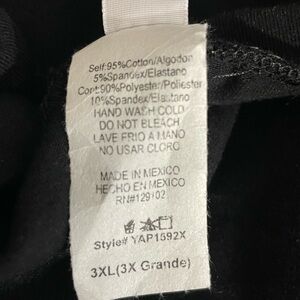 Self:95%Cotton/Algodon
5%Spandex/Elastano
Cont:90%Polyester/Poliester
10%Spandex/Elastano
HAND WASH COLD
DO NOT BLEACH
LAVE FRIO A MANO
NO USAR CLORO
MADE IN MEXICO
HECHO EN MEXICO
RN#129102
Style# YAP1592X
3XL(3X Grande)